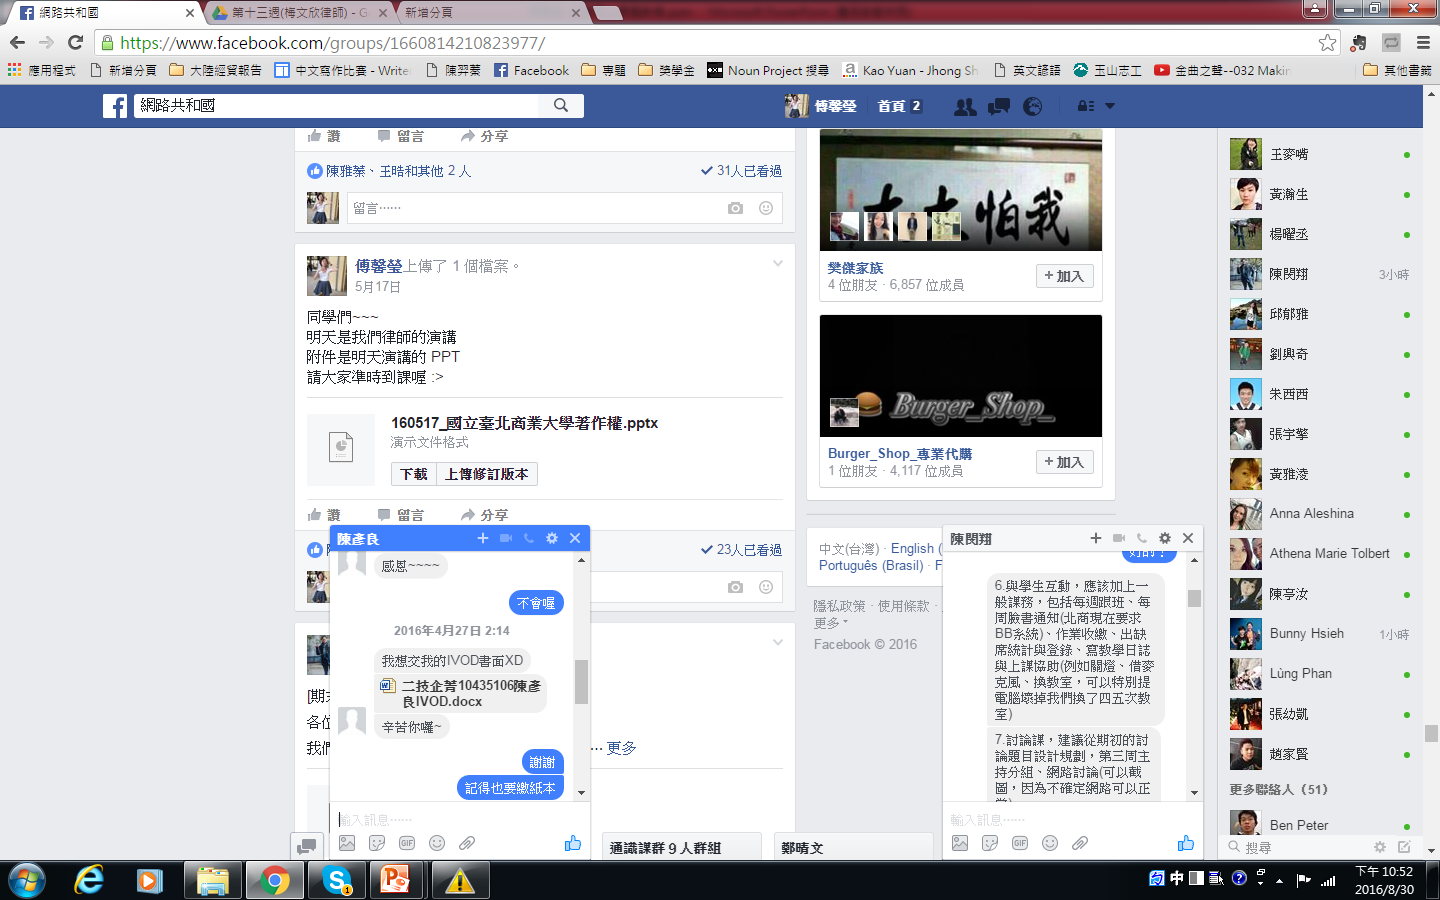 網路共和國
第十三週(梅文欣律師) - G
新增分頁
https://www.facebook.com/groups/1660814210823977/
應用程式
新增分頁
大陸經貿報告
中文寫作比賽 - Write
陳羿蓁
Facebook
專題
獎學金
Noun Project 搜尋
Kao Yuan - Jhong Sh
英文諺語
玉山志工
金曲之聲--032 Makin
其他書籤
網路共和國
傅馨瑩
首頁 2
讚 留言 分享
陳雅棻、王晧和其他 2 人
31人已看過
留言······
傅馨瑩上傳了 1 個檔案。
5月17日
同學們~~~
明天是我們律師的演講
附件是明天演講的 PPT
請大家準時到課喔 :>
160517_國立臺北商業大學著作權.pptx
演示文件格式
下載 上傳修訂版本
讚 留言 分享
23人已看過
[期末
各位
我們
··· 更多
怕我
樊傑家族
4 位朋友 · 6,857 位成員
+ 加入
Burger_Shop_
Burger_Shop_專業代購
1 位朋友 · 4,117 位成員
+ 加入
中文(台灣) · English (
Português (Brasil) · F
隱私政策 · 使用條款 ·
更多
Facebook © 2016
陳彥良
感恩~~~~
不會喔
2016年4月27日 2:14
我想交我的IVOD書面XD
二技企菁10435106陳彥
良IVOD.docx
辛苦你囉~
謝謝
記得也要繳紙本
輸入訊息······
GIF
陳閔翔
好的！
6.與學生互動，應該加上一
般課務，包括每週跟班、每
周臉書通知(北商現在要求
BB系統)、作業收繳、出缺
席統計與登錄、寫教學日誌
與上課協助(例如關燈、借麥
克風、換教室，可以特別提
電腦壞掉我們換了四五次教
室)
7.討論課，建議從期初的討
論題目設計規劃，第三周主
持分組、網路討論(可以截
圖，因為不確定網路可以正
輸入訊息······
GIF
通識課群 9 人群組
鄭晴文
王麥嘴
黃瀚生
楊曜丞
陳閔翔
3小時
邱郁雅
劉興奇
朱西西
張宇擎
黃雅淩
Anna Aleshina
Athena Marie Tolbert
陳享汝
Bunny Hsieh
1小時
Lùng Phan
張幼凱
趙家賢
更多聯絡人 (51)
Ben Peter
搜尋
中
下午 10:52
2016/8/30